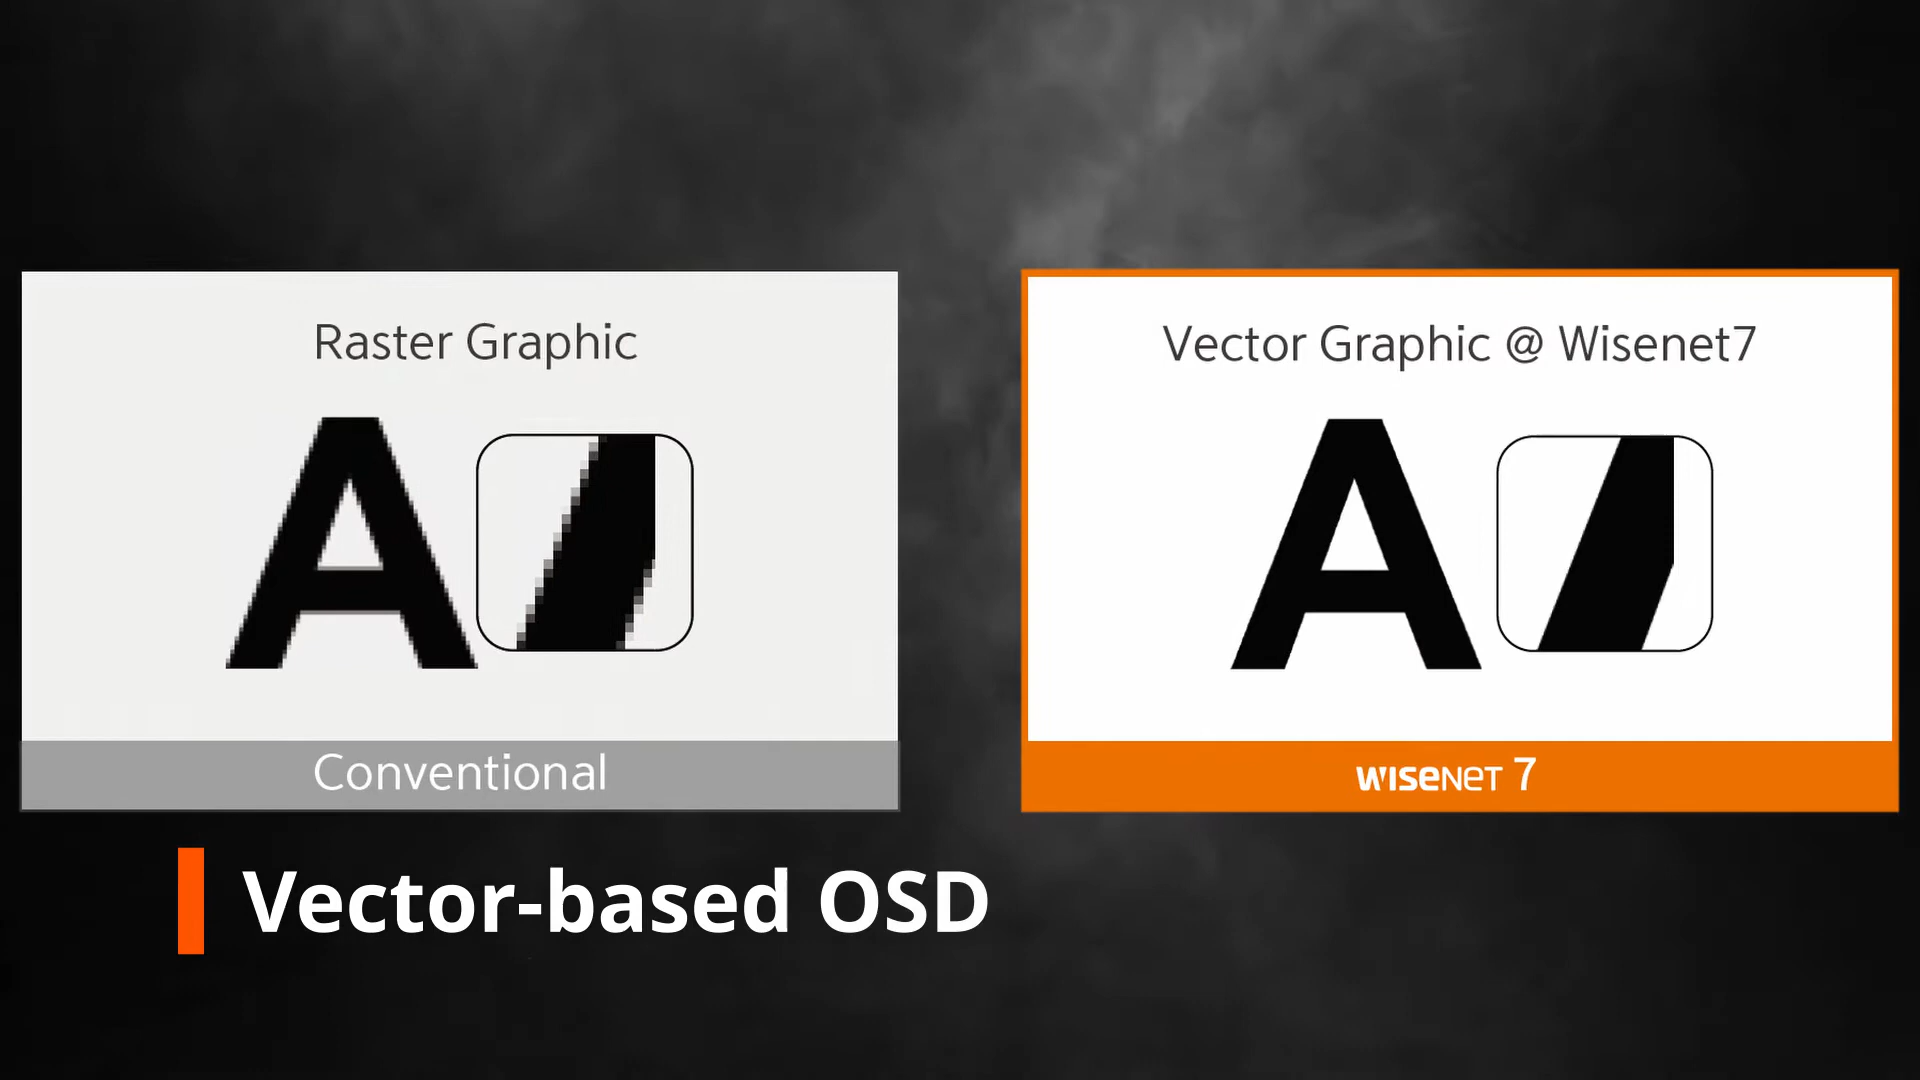 Raster Graphic
A
Conventional
Vector Graphic @ Wisenet7
A
WISENET 7
Vector-based OSD